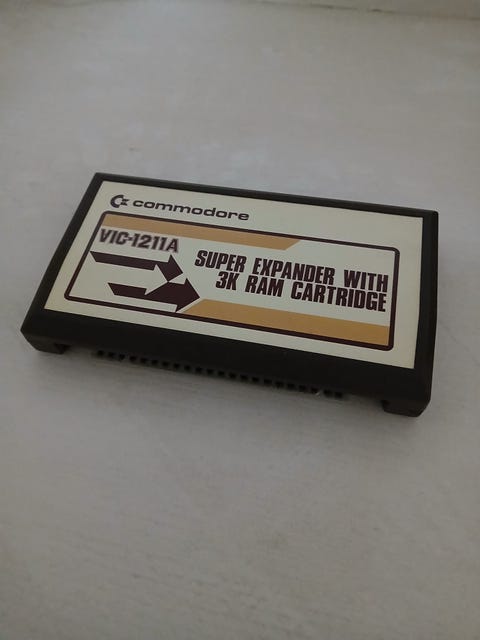 commodore
VIC-1211A
SUPER EXPANDER WITH
3K RAM CARTRIDGE